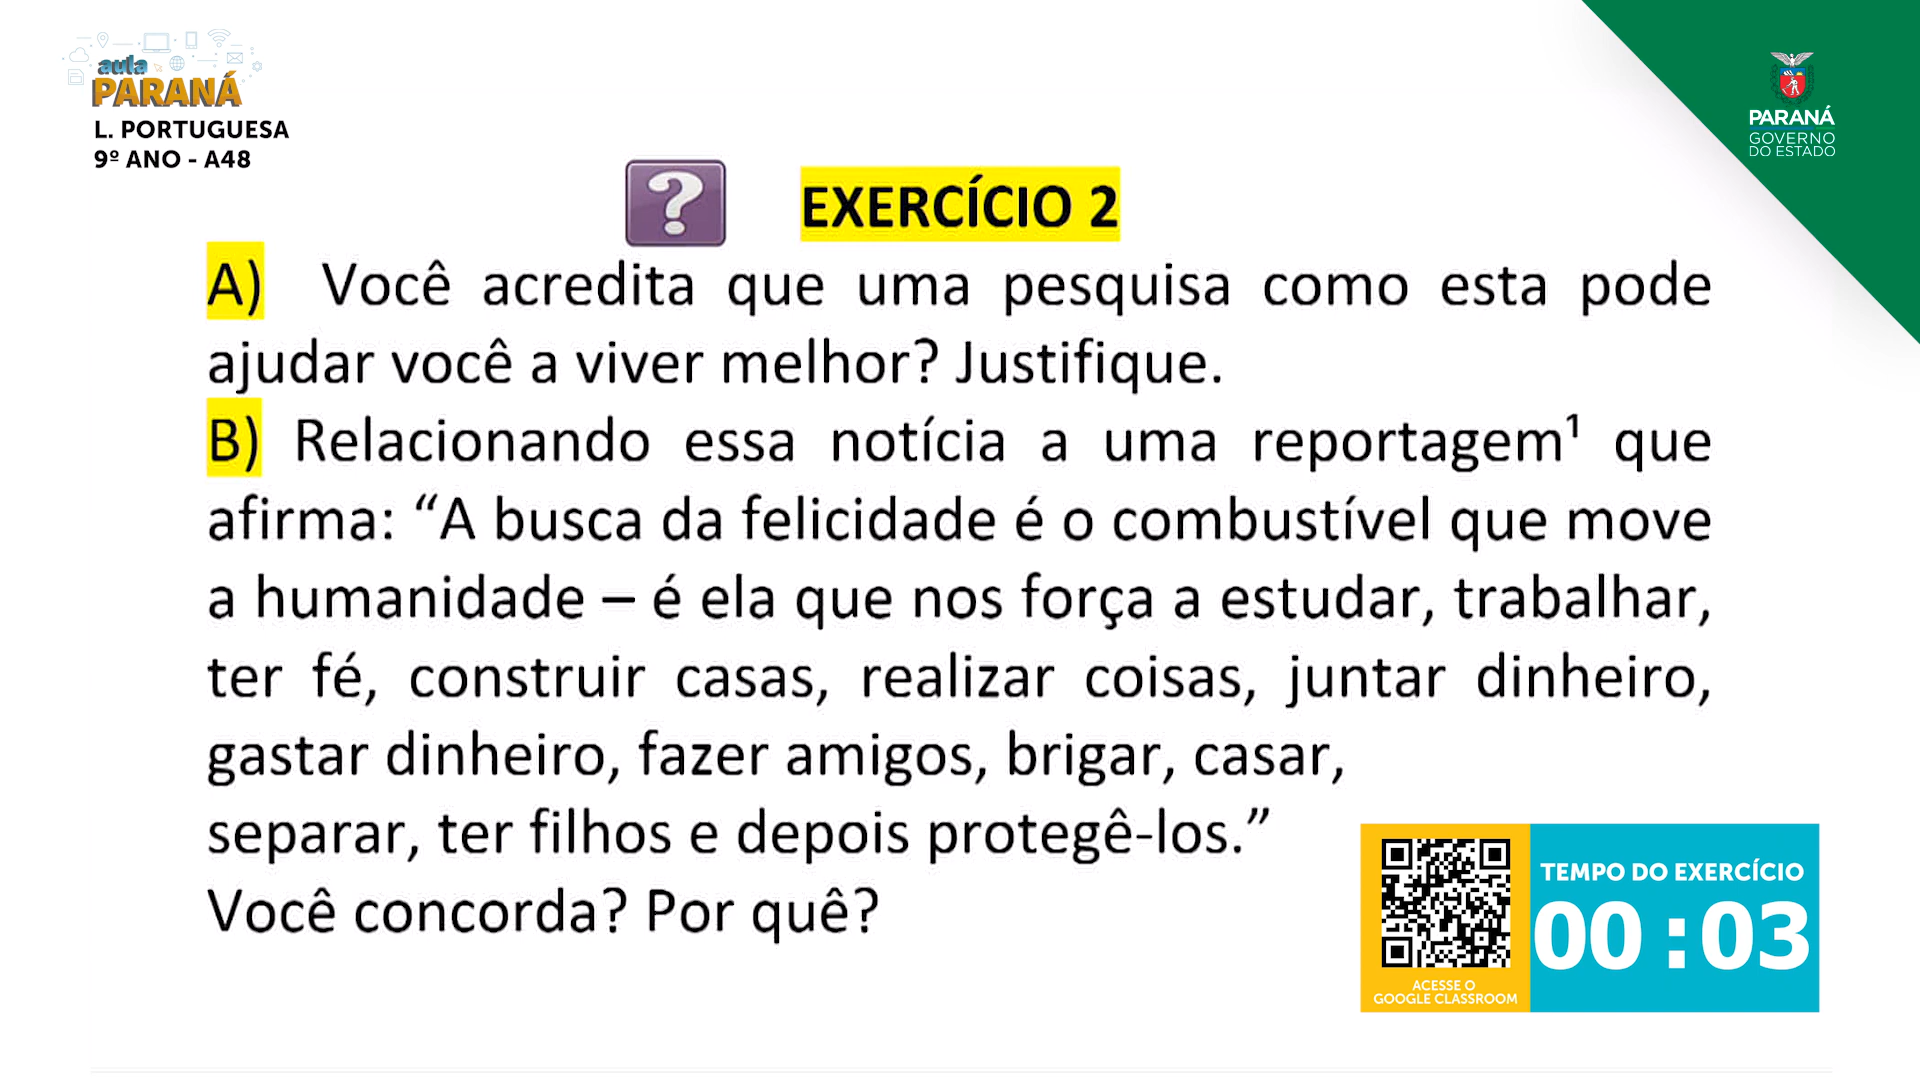 aula
PARANÁ
L. PORTUGUESA
9º ANO - A48
PARANÁ
GOVERNO
DO ESTADO
?
EXERCÍCIO 2
A) Você acredita que uma pesquisa como esta pode
ajudar você a viver melhor? Justifique.
B) Relacionando essa notícia a uma reportagem¹ que
afirma: “A busca da felicidade é o combustível que move
a humanidade – é ela que nos força a estudar, trabalhar,
ter fé, construir casas, realizar coisas, juntar dinheiro,
gastar dinheiro, fazer amigos, brigar, casar,
separar, ter filhos e depois protegê-los.”
Você concorda? Por quê?
TEMPO DO EXERCÍCIO
00:03
ACESSE O
GOOGLE CLASSROOM